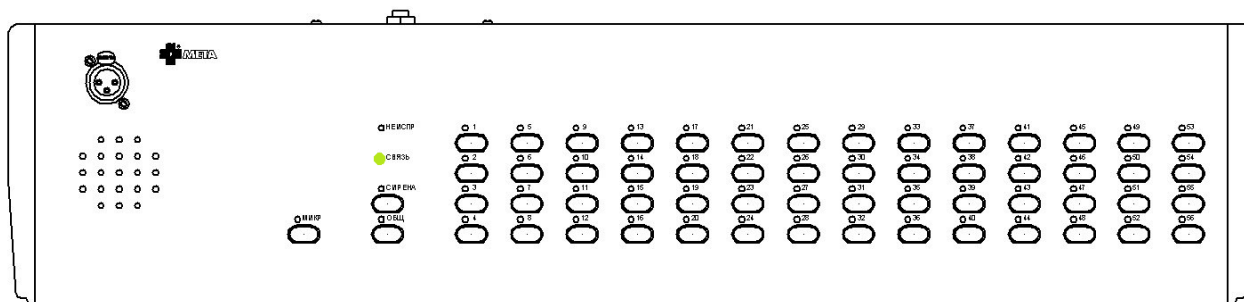 META
НЕИСПР
1 5 9 13 17 21 25 29 33 37 41 45 49 53
СВЯЗЬ
2 6 10 14 18 22 26 30 34 38 42 46 50 54
СИРЕНА
3 7 11 15 19 23 27 31 35 39 43 47 51 55
МИКР
ОБЩ
4 8 12 16 20 24 28 32 36 40 44 48 52 56